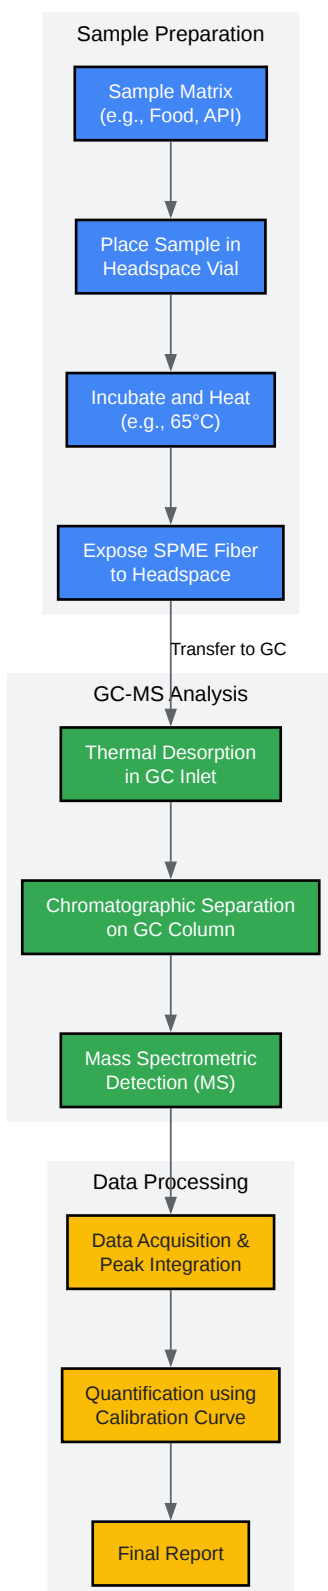 Sample Preparation
Sample Matrix
(e.g., Food, API)
Place Sample in
Headspace Vial
Incubate and Heat
(e.g., 65°C)
Expose SPME Fiber
to Headspace
Transfer to GC
GC-MS Analysis
Thermal Desorption
in GC Inlet
Chromatographic Separation
on GC Column
Mass Spectrometric
Detection (MS)
Data Processing
Data Acquisition &
Peak Integration
Quantification using
Calibration Curve
Final Report